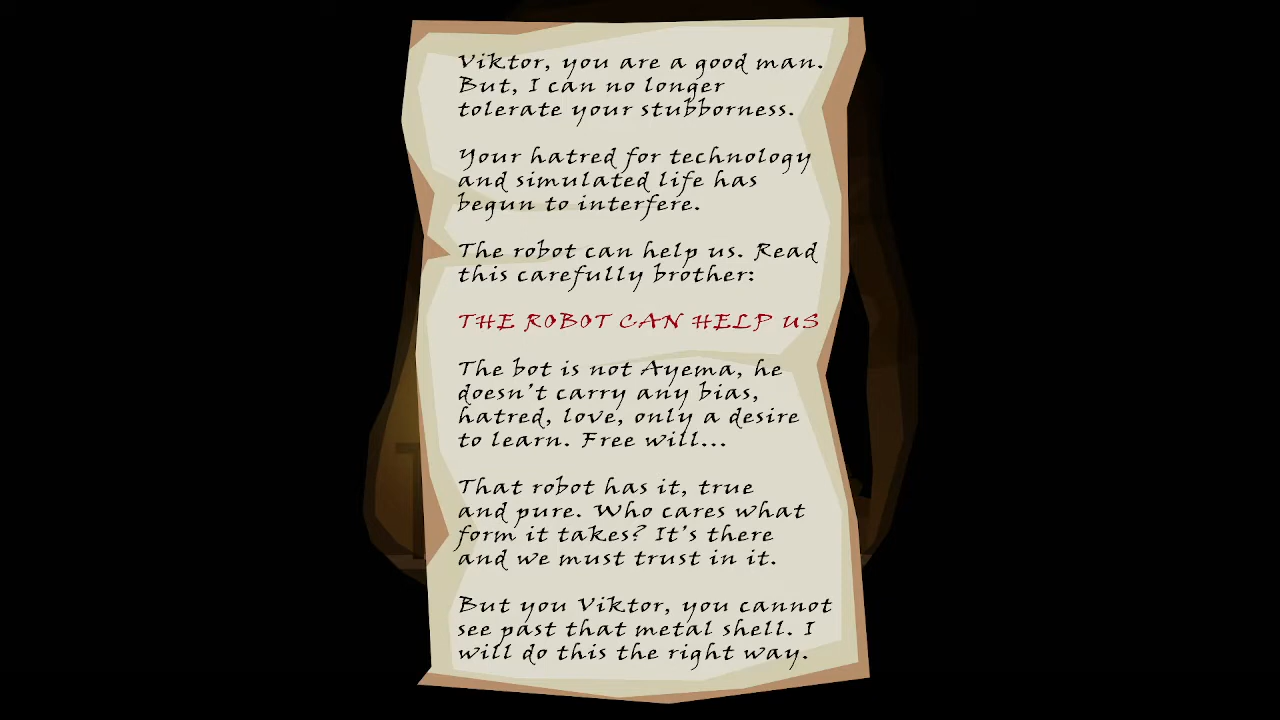 Viktor, you are a good man.
But, I can no longer
tolerate your stubborness.
Your hatred for technology
and simulated life has
begun to interfere.
The robot can help us. Read
this carefully brother:
THE ROBOT CAN HELP US
The bot is not Ayema, he
doesn't carry any bias,
hatred, love, only a desire
to learn. Free will...
That robot has it, true
and pure. Who cares what
form it takes? It's there
and we must trust in it.
But you Viktor, you cannot
see past that metal shell. I
will do this the right way.